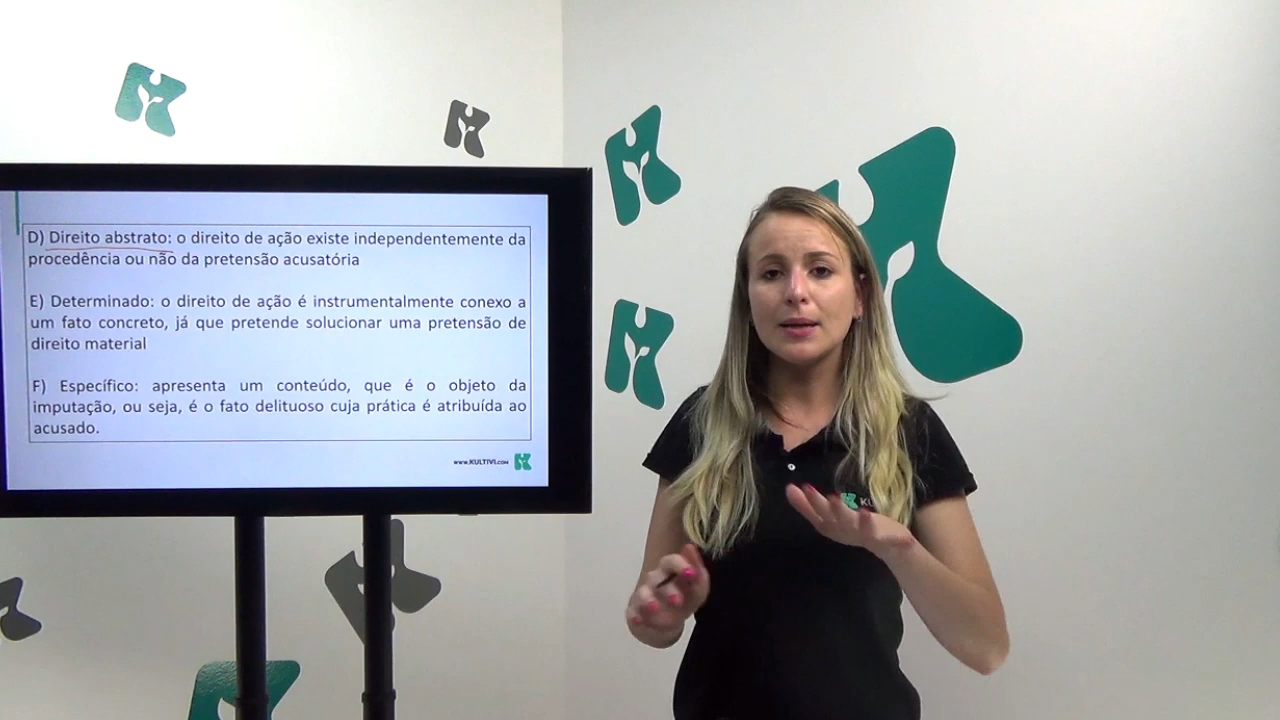 D) Direito abstrato: o direito de ação existe independentemente da
procedência ou não da pretensão acusatória
E) Determinado: o direito de ação é instrumentalmente conexo a
um fato concreto, já que pretende solucionar uma pretensão de
direito material
F) Específico: apresenta um conteúdo, que é o objeto da
imputação, ou seja, é o fato delituoso cuja prática é atribuída ao
acusado.
www.KULTIVI.com